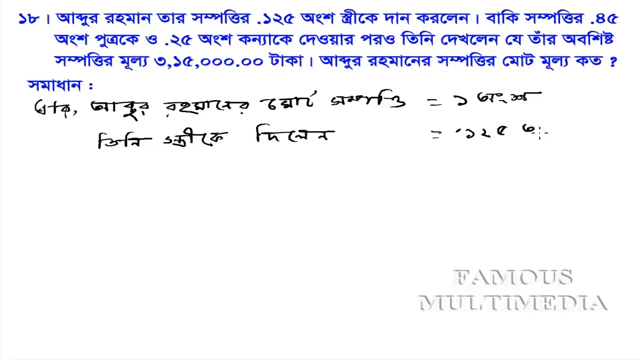 ১৮। আব্দুর রহমান তার সম্পত্তির .১২৫ অংশ স্ত্রীকে দান করলেন। বাকি সম্পত্তির .৪৫
অংশ পুত্রকে ও .২৫ অংশ কন্যাকে দেওয়ার পরও তিনি দেখলেন যে তাঁর অবশিষ্ট
সম্পত্তির মূল্য ৩,১৫,০০০.০০ টাকা। আব্দুর রহমানের সম্পত্তির মোট মূল্য কত ?
সমাধান :
ধরি, আব্দুর রহমানের মোট সম্পত্তি = ১ অংশ
তিনি স্ত্রীকে দিলেন = .১২৫
FAMOUS
MULTIMEDIA